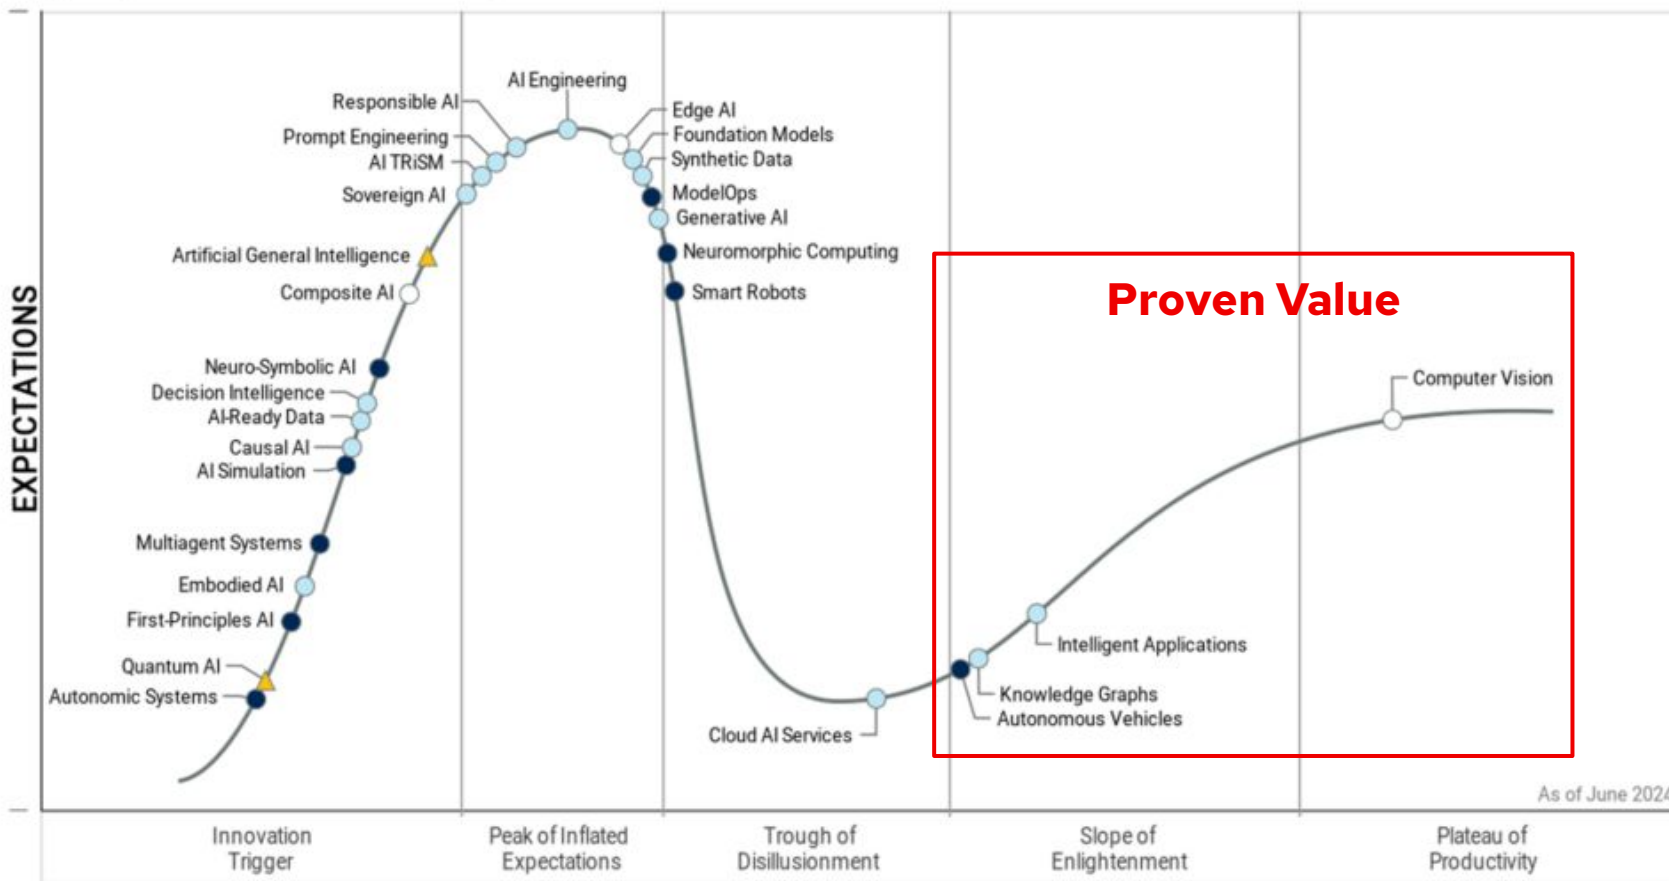 AI Engineering
Responsible AI
Prompt Engineering
AI TRiSM
Sovereign AI
Artificial General Intelligence
Composite AI
Neuro-Symbolic AI
Decision Intelligence
AI-Ready Data
Causal AI
AI Simulation
Multiagent Systems
Embodied AI
First-Principles AI
Quantum AI
Autonomic Systems
Edge AI
Foundation Models
Synthetic Data
ModelOps
Generative AI
Neuromorphic Computing
Smart Robots
Cloud AI Services
Proven Value
Computer Vision
Intelligent Applications
Knowledge Graphs
Autonomous Vehicles
EXPECTATIONS
As of June 2024
Innovation
Trigger
Peak of Inflated
Expectations
Trough of
Disillusionment
Slope of
Enlightenment
Plateau of
Productivity